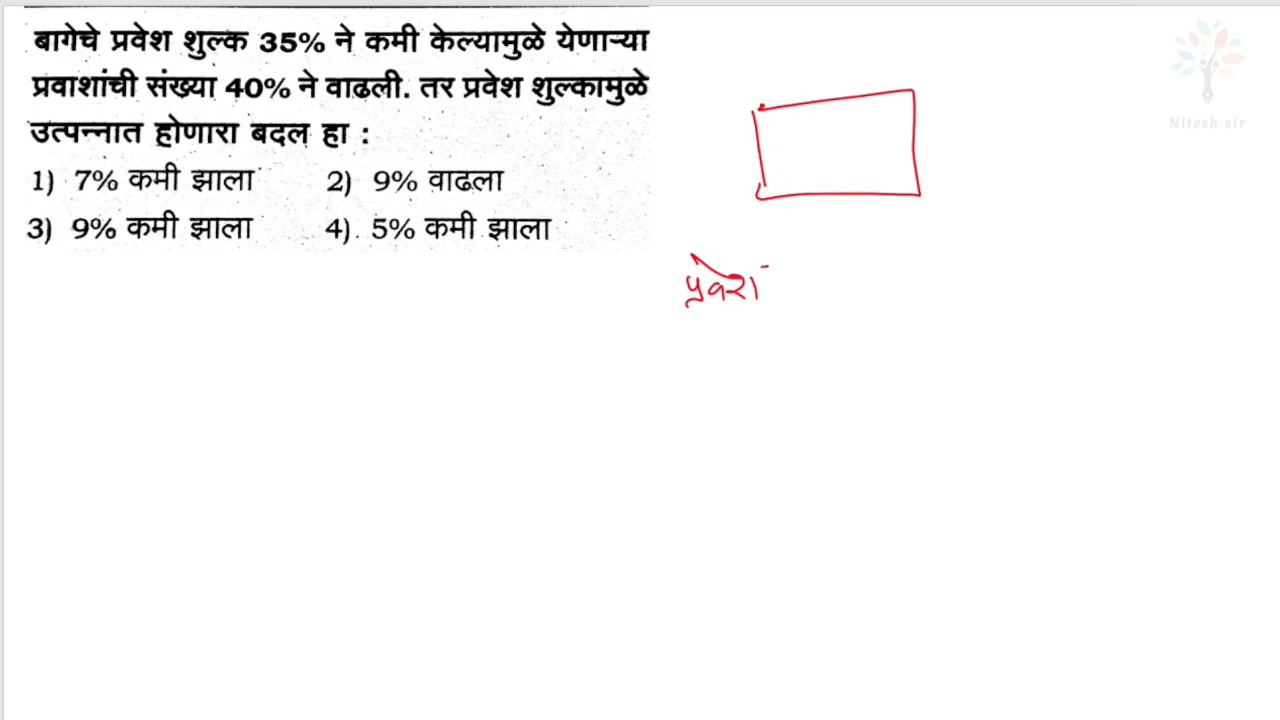 बागेचे प्रवेश शुल्क 35% ने कमी केल्यामुळे येणाऱ्या
प्रवाशांची संख्या 40% ने वाढली. तर प्रवेश शुल्कामुळे
उत्पन्नात होणारा बदल हा :
1) 7% कमी झाला 2) 9% वाढला
3) 9% कमी झाला 4). 5% कमी झाला
Nitesh sir